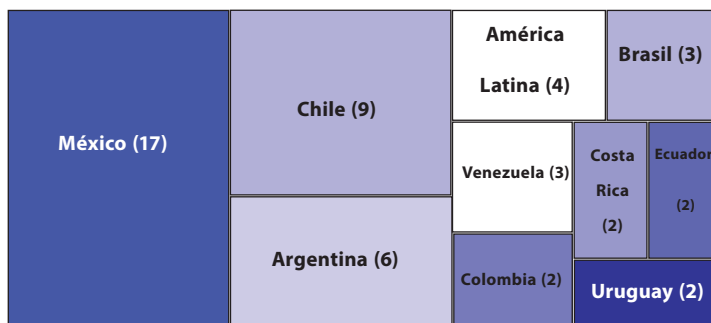 México (17)
Chile (9)
Argentina (6)
América
Latina (4)
Brasil (3)
Venezuela (3)
Costa
Rica
(2)
Ecuador
(2)
Colombia (2)
Uruguay (2)